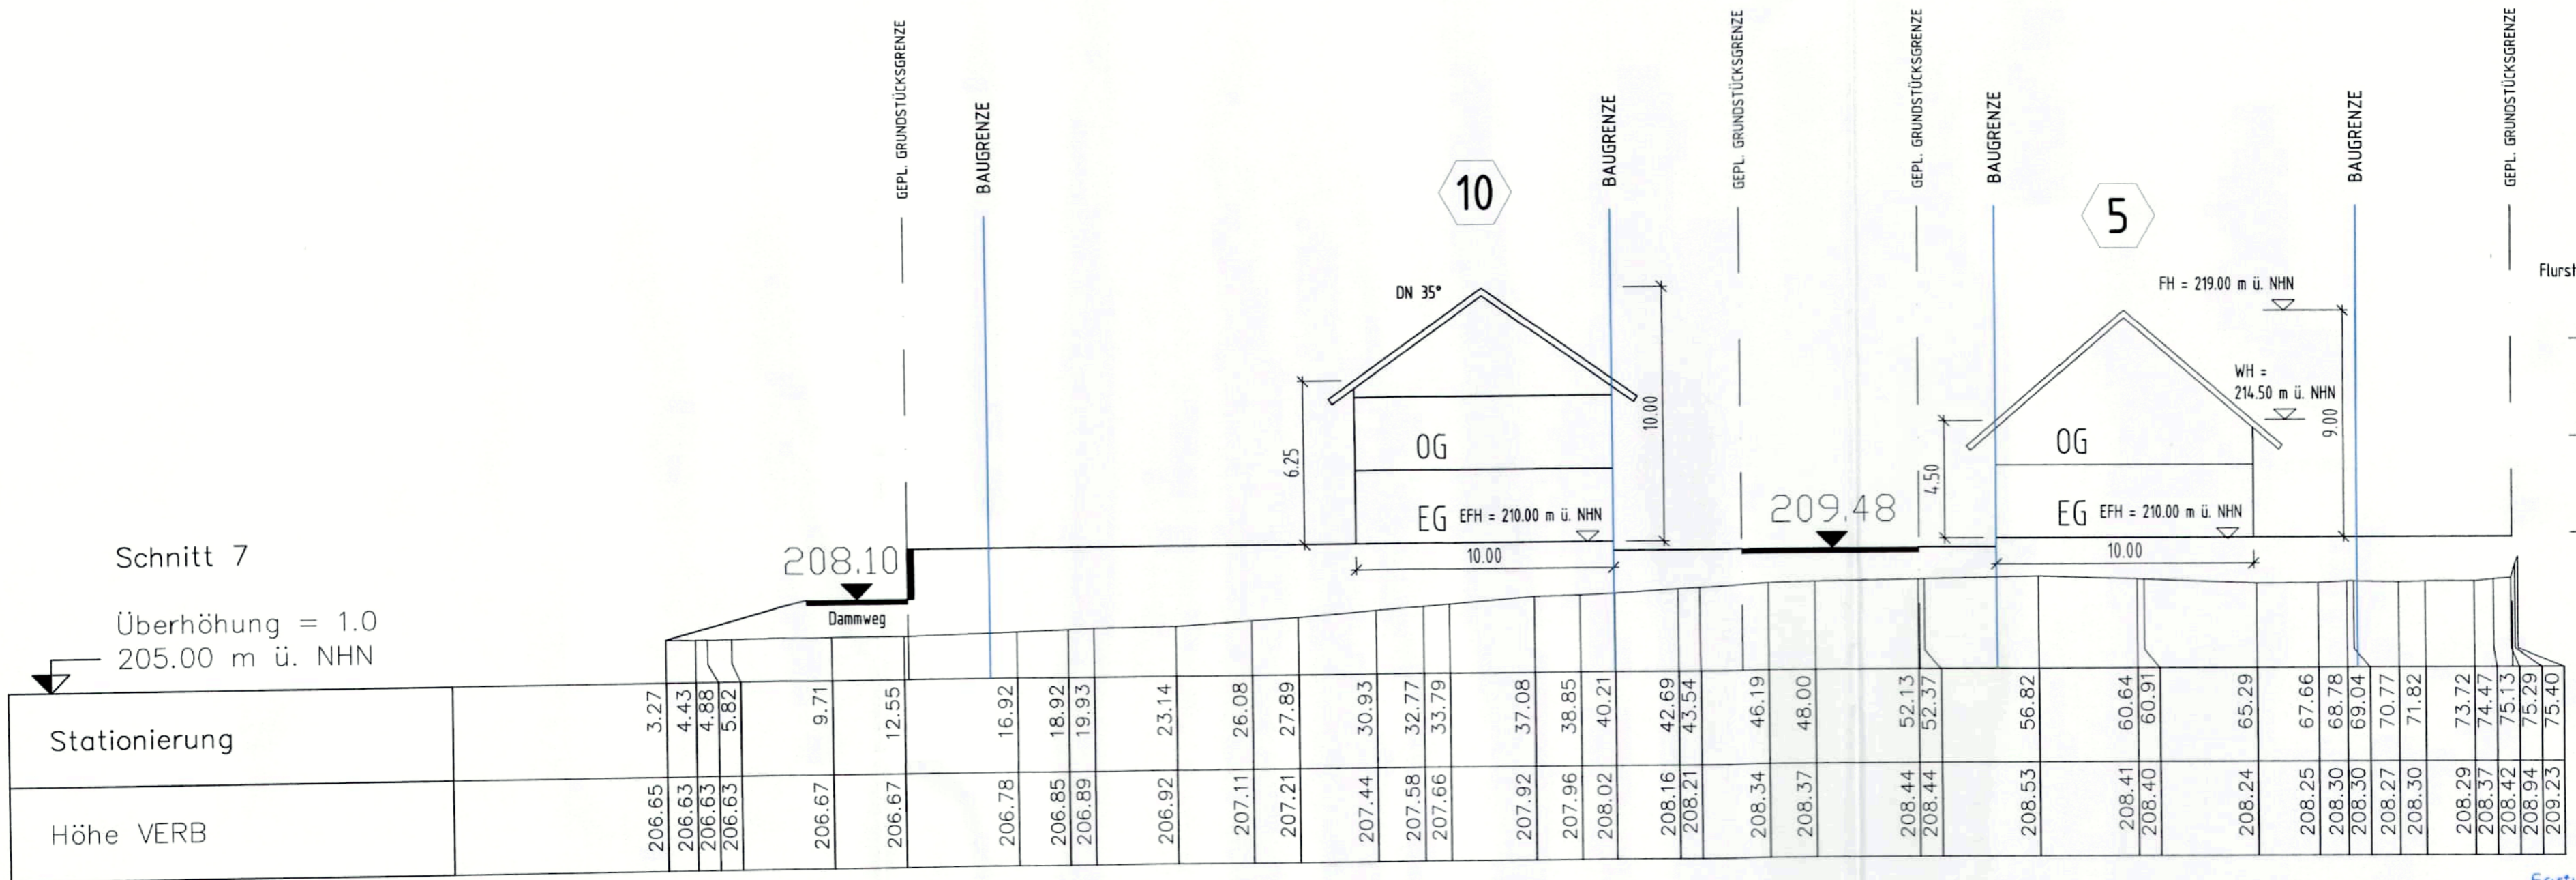 GEPL. GRUNDSTÜCKSGRENZE
BAUGRENZE
BAUGRENZE
GEPL. GRUNDSTÜCKSGRENZE
GEPL. GRUNDSTÜCKSGRENZE
BAUGRENZE
BAUGRENZE
GEPL. GRUNDSTÜCKSGRENZE
10
5
Flurst
DN 35°
FH = 219.00 m ü. NHN
WH =
214.50 m ü. NHN
10.00
9.00
6.25
4.50
OG
OG
EG EFH = 210.00 m ü. NHN
EG EFH = 210.00 m ü. NHN
209.48
10.00
10.00
Schnitt 7
208.10
Dammweg
Überhöhung = 1.0
205.00 m ü. NHN
Stationierung 3.27 4.43 4.88 5.82 9.71 12.55 16.92 18.92 19.93 23.14 26.08 27.89 30.93 32.77 33.79 37.08 38.85 40.21 42.69 43.54 46.19 48.00 52.13 52.37 56.82 60.64 60.91 65.29 67.66 68.78 69.04 70.77 71.82 73.72 74.47 75.13 75.29 75.40
Höhe VERB 206.65 206.63 206.63 206.63 206.67 206.67 206.78 206.85 206.89 206.92 207.11 207.21 207.44 207.58 207.66 207.92 207.96 208.02 208.16 208.21 208.34 208.37 208.44 208.44 208.53 208.41 208.40 208.24 208.25 208.30 208.30 208.27 208.30 208.29 208.37 208.42 208.94 209.23